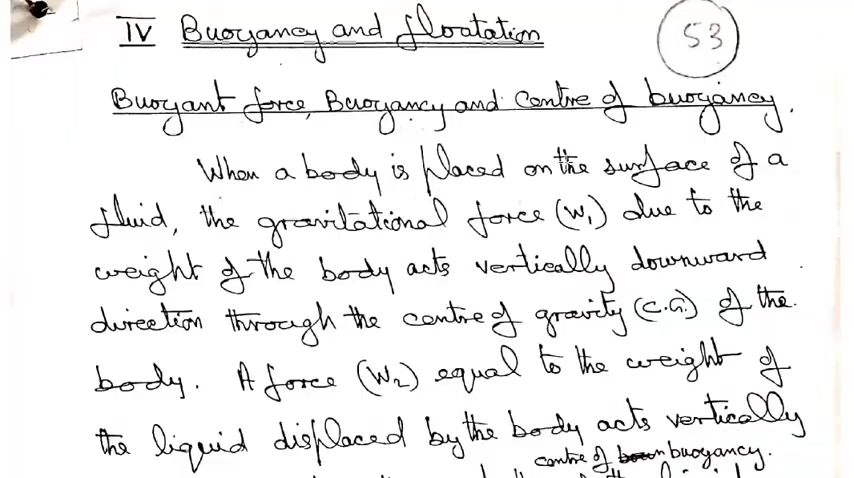 IV Buoyancy and floatation
53
Buoyant force, Buoyancy and Centre of buoyancy.
When a body is placed on the surface of a
fluid, the gravitational force (W₁) due to the
weight of the body acts vertically downward
direction through the centre of gravity (C.G.) of the
body. A force (W₂) equal to the weight of
the liquid displaced by the body acts vertically
centre of buoyancy.